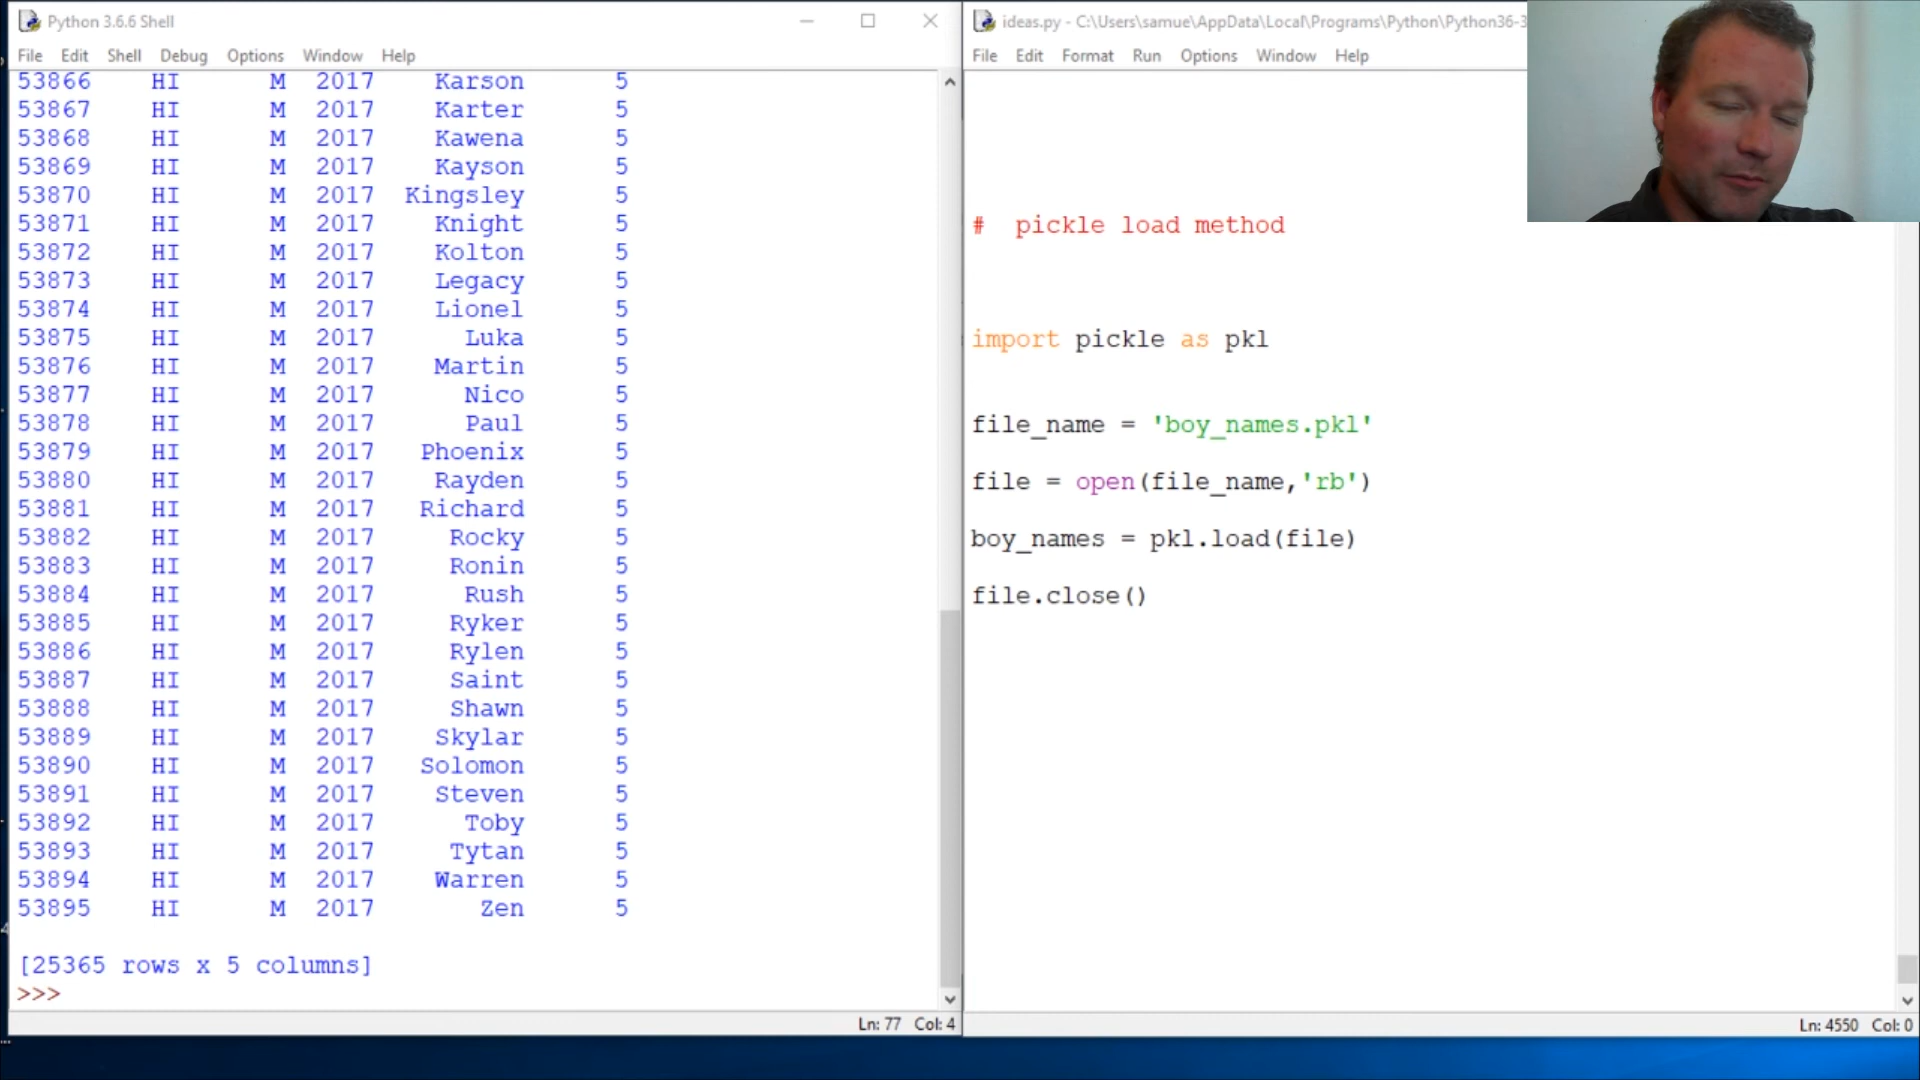 Python 3.6.6 Shell
File Edit Shell Debug Options Window Help
53866 HI M 2017 Karson 5
53867 HI M 2017 Karter 5
53868 HI M 2017 Kawena 5
53869 HI M 2017 Kayson 5
53870 HI M 2017 Kingsley 5
53871 HI M 2017 Knight 5
53872 HI M 2017 Kolton 5
53873 HI M 2017 Legacy 5
53874 HI M 2017 Lionel 5
53875 HI M 2017 Luka 5
53876 HI M 2017 Martin 5
53877 HI M 2017 Nico 5
53878 HI M 2017 Paul 5
53879 HI M 2017 Phoenix 5
53880 HI M 2017 Rayden 5
53881 HI M 2017 Richard 5
53882 HI M 2017 Rocky 5
53883 HI M 2017 Ronin 5
53884 HI M 2017 Rush 5
53885 HI M 2017 Ryker 5
53886 HI M 2017 Rylen 5
53887 HI M 2017 Saint 5
53888 HI M 2017 Shawn 5
53889 HI M 2017 Skylar 5
53890 HI M 2017 Solomon 5
53891 HI M 2017 Steven 5
53892 HI M 2017 Toby 5
53893 HI M 2017 Tytan 5
53894 HI M 2017 Warren 5
53895 HI M 2017 Zen 5
[25365 rows x 5 columns]
>>>
Ln: 77 Col: 4
ideas.py - C:\Users\samue\AppData\Local\Programs\Python\Python36-3
File Edit Format Run Options Window Help
# pickle load method
import pickle as pkl
file_name = 'boy_names.pkl'
file = open(file_name,'rb')
boy_names = pkl.load(file)
file.close()
Ln: 4550 Col: 0